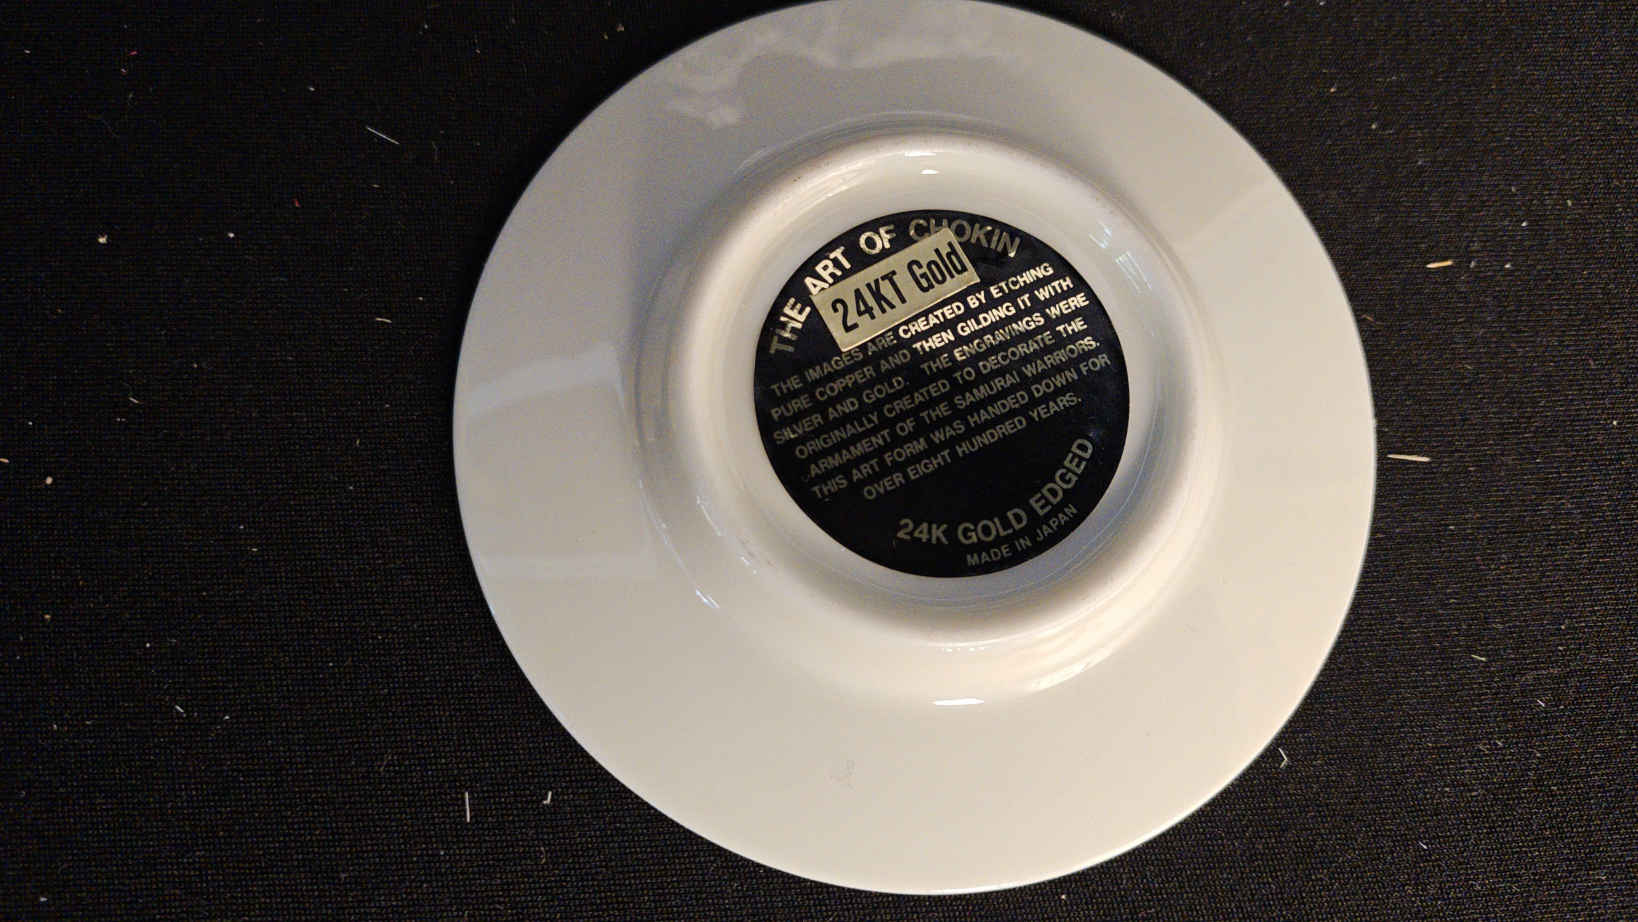 THE ART OF CHOKIN
24KT Gold
THE IMAGES ARE CREATED BY ETCHING
PURE COPPER AND THEN GILDING IT WITH
SILVER AND GOLD. THE ENGRAVINGS WERE
ORIGINALLY CREATED TO DECORATE THE
ARMAMENT OF THE SAMURAI WARRIORS.
THIS ART FORM WAS HANDED DOWN FOR
OVER EIGHT HUNDRED YEARS.
24K GOLD EDGED
MADE IN JAPAN